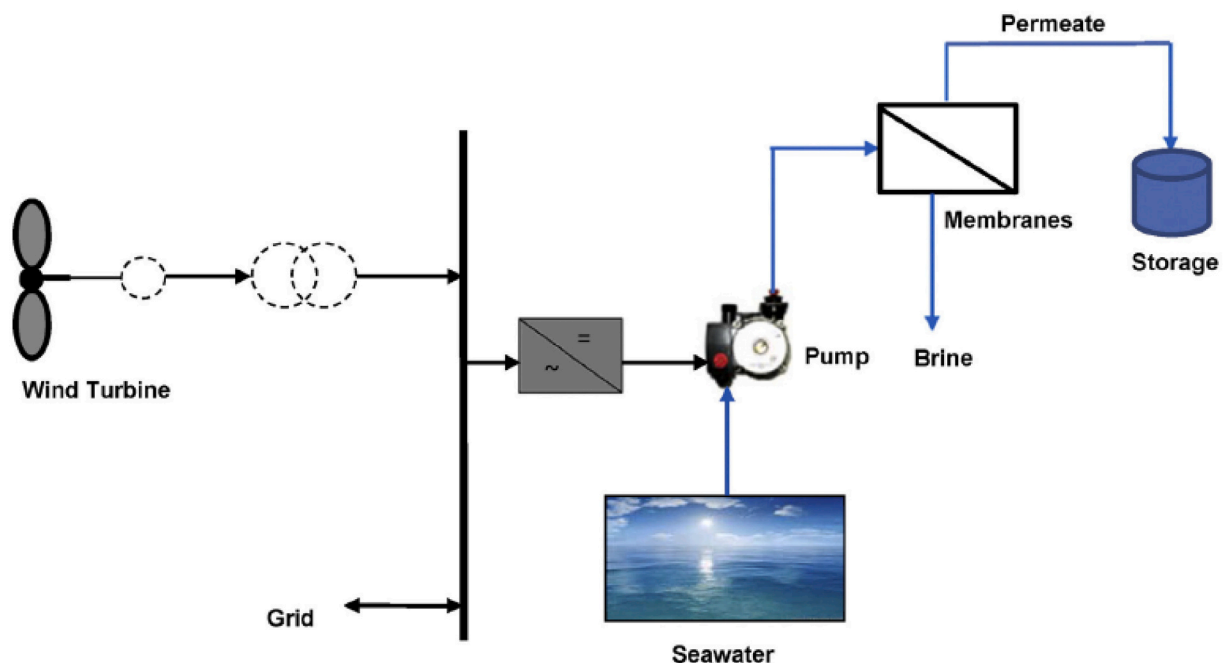 Permeate
Membranes
Storage
Wind Turbine
=
~
Pump
Brine
Grid
Seawater